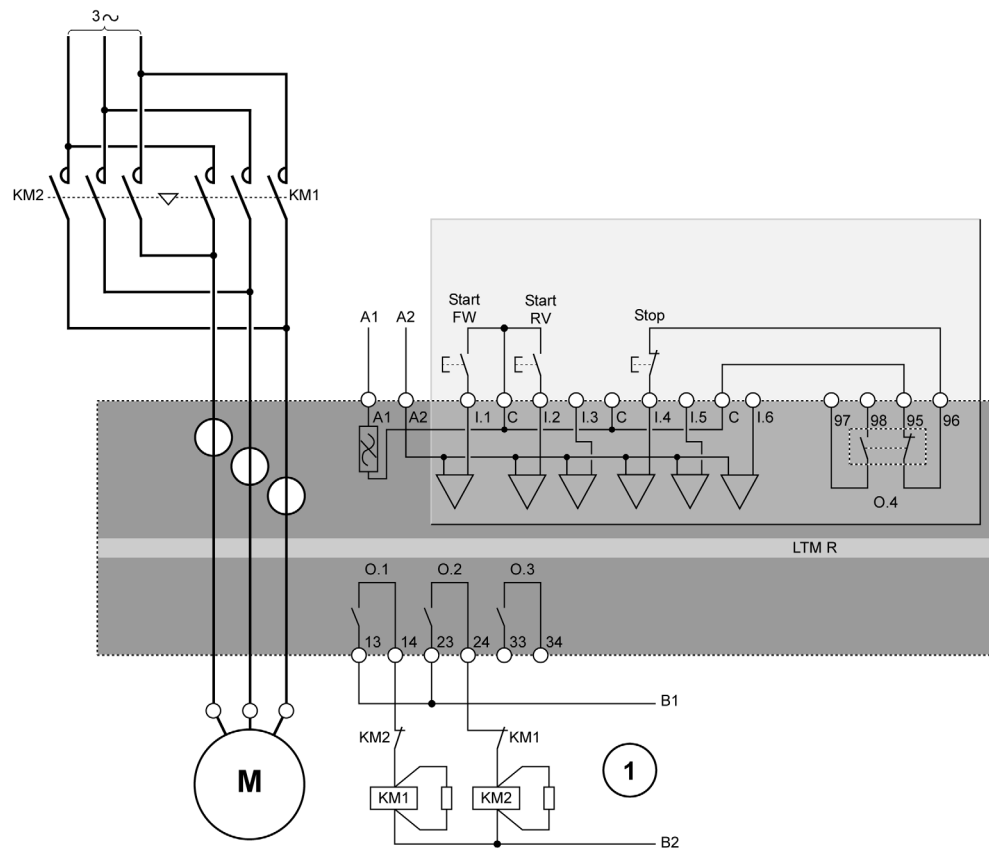 3~
KM2
KM1
Start
FW
Start
RV
Stop
A1
A2
A1
A2
I.1
C
I.2
I.3
C
I.4
I.5
C
I.6
97
98
95
96
O.4
LTM R
O.1
O.2
O.3
13
14
23
24
33
34
B1
KM2
KM1
1
M
KM1
KM2
B2